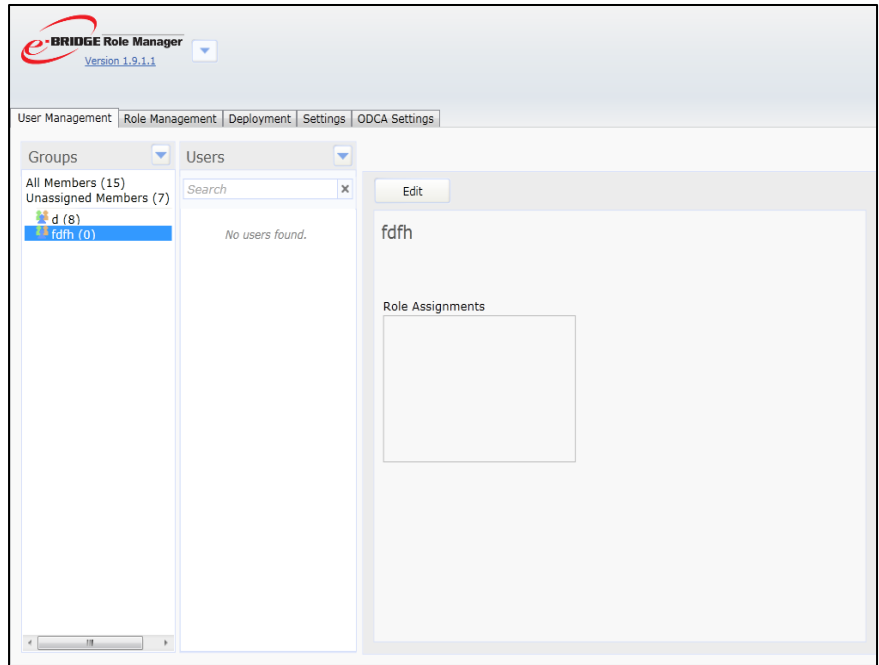 e-BRIDGE Role Manager
Version 1.9.1.1
User Management Role Management Deployment Settings ODCA Settings
Groups
All Members (15)
Unassigned Members (7)
d (8)
fdfh (0)
Users
Search
No users found.
Edit
fdfh
Role Assignments